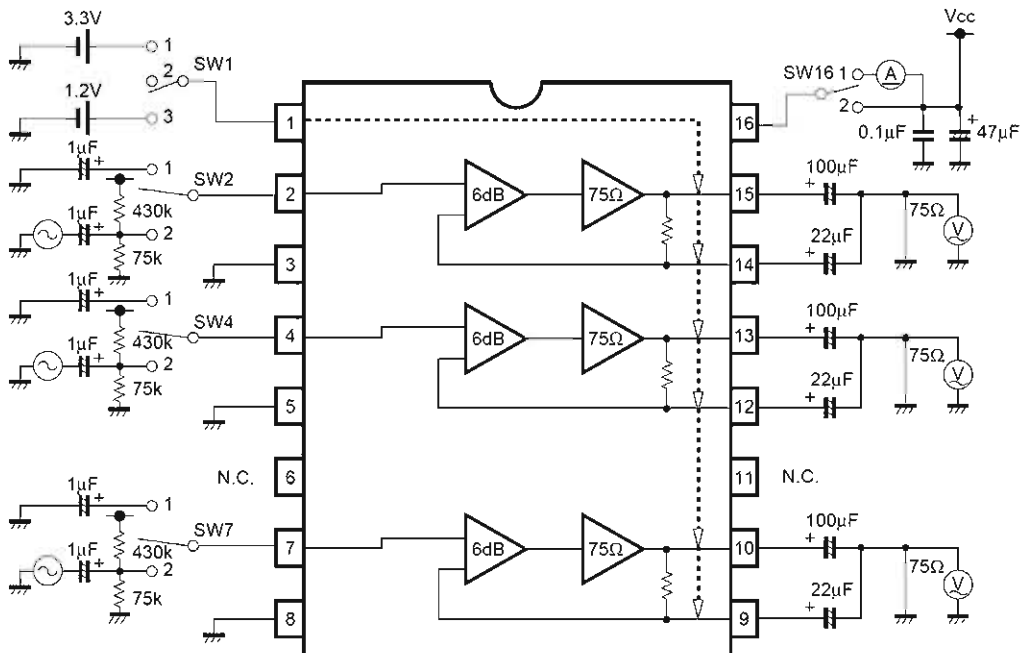 3.3V
1
2
SW1
1.2V
3
1μF
+
1
SW2
430k
1μF
+
2
75k
1μF
+
1
SW4
430k
1μF
+
2
75k
N.C.
1μF
+
1
SW7
430k
1μF
+
2
75k
1
2
3
4
5
6
7
8
6dB
75Ω
6dB
75Ω
6dB
75Ω
16
15
14
13
12
11
10
9
Vcc
SW16
1
A
2
0.1μF
+
47μF
100μF
+
75Ω
V
22μF
+
100μF
+
75Ω
V
22μF
+
N.C.
100μF
+
75Ω
V
22μF
+